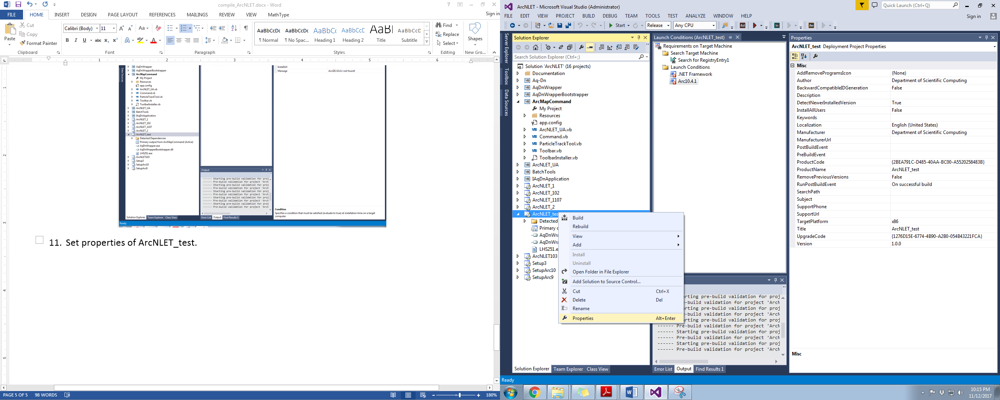 compile_ArcNLET.docx - Word
FILE HOME INSERT DESIGN PAGE LAYOUT REFERENCES MAILINGS REVIEW VIEW MathType Sign in
Paste
Cut
Copy
Format Painter
Clipboard
Calibri (Body) 11
Font
Paragraph
AaBbCcDc AaBbCcDc AaBbCc AaBbCcD AaBl AaBbCcD
¶ Normal ¶ No Spac... Heading 1 Heading 2 Title Subtitle
Styles
Find
Replace
Select
Editing
Shapes
New Gro...
1 2 3 4 5 6
Data Sources
AqDnWrapper
AqDnWrapperBootstrapper
ArcMapCommand
My Project
Resources
app.config
ArcNLET_UA.vb
Command.vb
ParticleTrackTool.vb
Toolbar.vb
ToolbarInstaller.vb
ArcNLET_UA
BatchTools
IAqDnApplication
ArcNLET_1
ArcNLET_102
ArcNLET_1107
ArcNLET_2
ArcNLET_test
Detected Dependencies
Primary output from ArcMapCommand (Active)
AqDnWrapper.exe
AqDnWrapperBootstrapper.dll
LHS251.exe
ArcNLET103
Setup3
SetupArc10
SetupArc9
Solution Explorer Team Explorer Class View
Output
------ Starting pre-build validation for proj
------ Pre-build validation for project 'ArcN
------ Starting pre-build validation for proj
------ Pre-build validation for project 'ArcN
------ Starting pre-build validation for proj
------ Pre-build validation for project 'ArcN
------ Starting pre-build validation for proj
------ Pre-build validation for project 'ArcN
------ Starting pre-build validation for proj
------ Pre-build validation for project 'ArcN
Error List Output Find Results 1
InstallUrl
Message ArcGIS 10.4.1 not found!
Condition
Specifies a condition that must be satisfied (evaluate to true) at installation time on a target
computer
Ready
11. Set properties of ArcNLET_test.
PAGE 5 OF 5 98 WORDS 180%
ArcNLET - Microsoft Visual Studio (Administrator)
Quick Launch (Ctrl+Q)
FILE EDIT VIEW PROJECT BUILD DEBUG TEAM TOOLS TEST ANALYZE WINDOW HELP Sign in
Start Release Any CPU
Server Explorer
Toolbox
Data Sources
Solution Explorer
Search Solution Explorer (Ctrl+;)
Solution 'ArcNLET' (16 projects)
Documentation
Aq-Dn
AqDnWrapper
AqDnWrapperBootstrapper
ArcMapCommand
My Project
Resources
app.config
ArcNLET_UA.vb
Command.vb
ParticleTrackTool.vb
Toolbar.vb
ToolbarInstaller.vb
ArcNLET_UA
BatchTools
IAqDnApplication
ArcNLET_1
ArcNLET_102
ArcNLET_1107
ArcNLET_2
ArcNLET_tes
Detected
Primary o
AqDnWra
AqDnWra
LHS251.e
ArcNLET103
Setup3
SetupArc10
SetupArc9
Solution Explorer Team Explorer Class View
Build
Rebuild
View
Add
Install
Uninstall
Open Folder in File Explorer
Add Solution to Source Control...
Cut Ctrl+X
Delete Del
Rename
Properties Alt+Enter
Launch Conditions (ArcNLET_test)
Requirements on Target Machine
Search Target Machine
Search for RegistryEntry1
Launch Conditions
.NET Framework
Arc10.4.1
arting pre-build validation for proj
e-build validation for project 'ArcN
arting pre-build validation for proj
e-build validation for project 'ArcN
arting pre-build validation for proj
------ Pre-build validation for project 'ArcN
------ Starting pre-build validation for proj
------ Pre-build validation for project 'ArcN
------ Starting pre-build validation for proj
------ Pre-build validation for project 'ArcN
Error List Output Find Results 1
Properties
ArcNLET_test Deployment Project Properties
Misc
AddRemoveProgramsIcon (None)
Author Department of Scientific Computing
BackwardCompatibleIDGeneration False
Description
DetectNewerInstalledVersion True
InstallAllUsers False
Keywords
Localization English (United States)
Manufacturer Department of Scientific Computing
ManufacturerUrl
PostBuildEvent
PreBuildEvent
ProductCode {2BEA791C-D485-40AA-BC00-A5520258483B}
ProductName ArcNLET_test
RemovePreviousVersions False
RunPostBuildEvent On successful build
SearchPath
Subject
SupportPhone
SupportUrl
TargetPlatform x86
Title ArcNLET_test
UpgradeCode {1276D15E-6774-4B90-A2B0-054B43221FCA}
Version 1.0.0
Misc
Ready
10:15 PM
11/12/2017